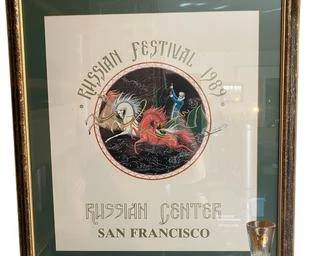 • RUSSIAN FESTIVAL 1989 •
RUSSIAN CENTER
SAN FRANCISCO